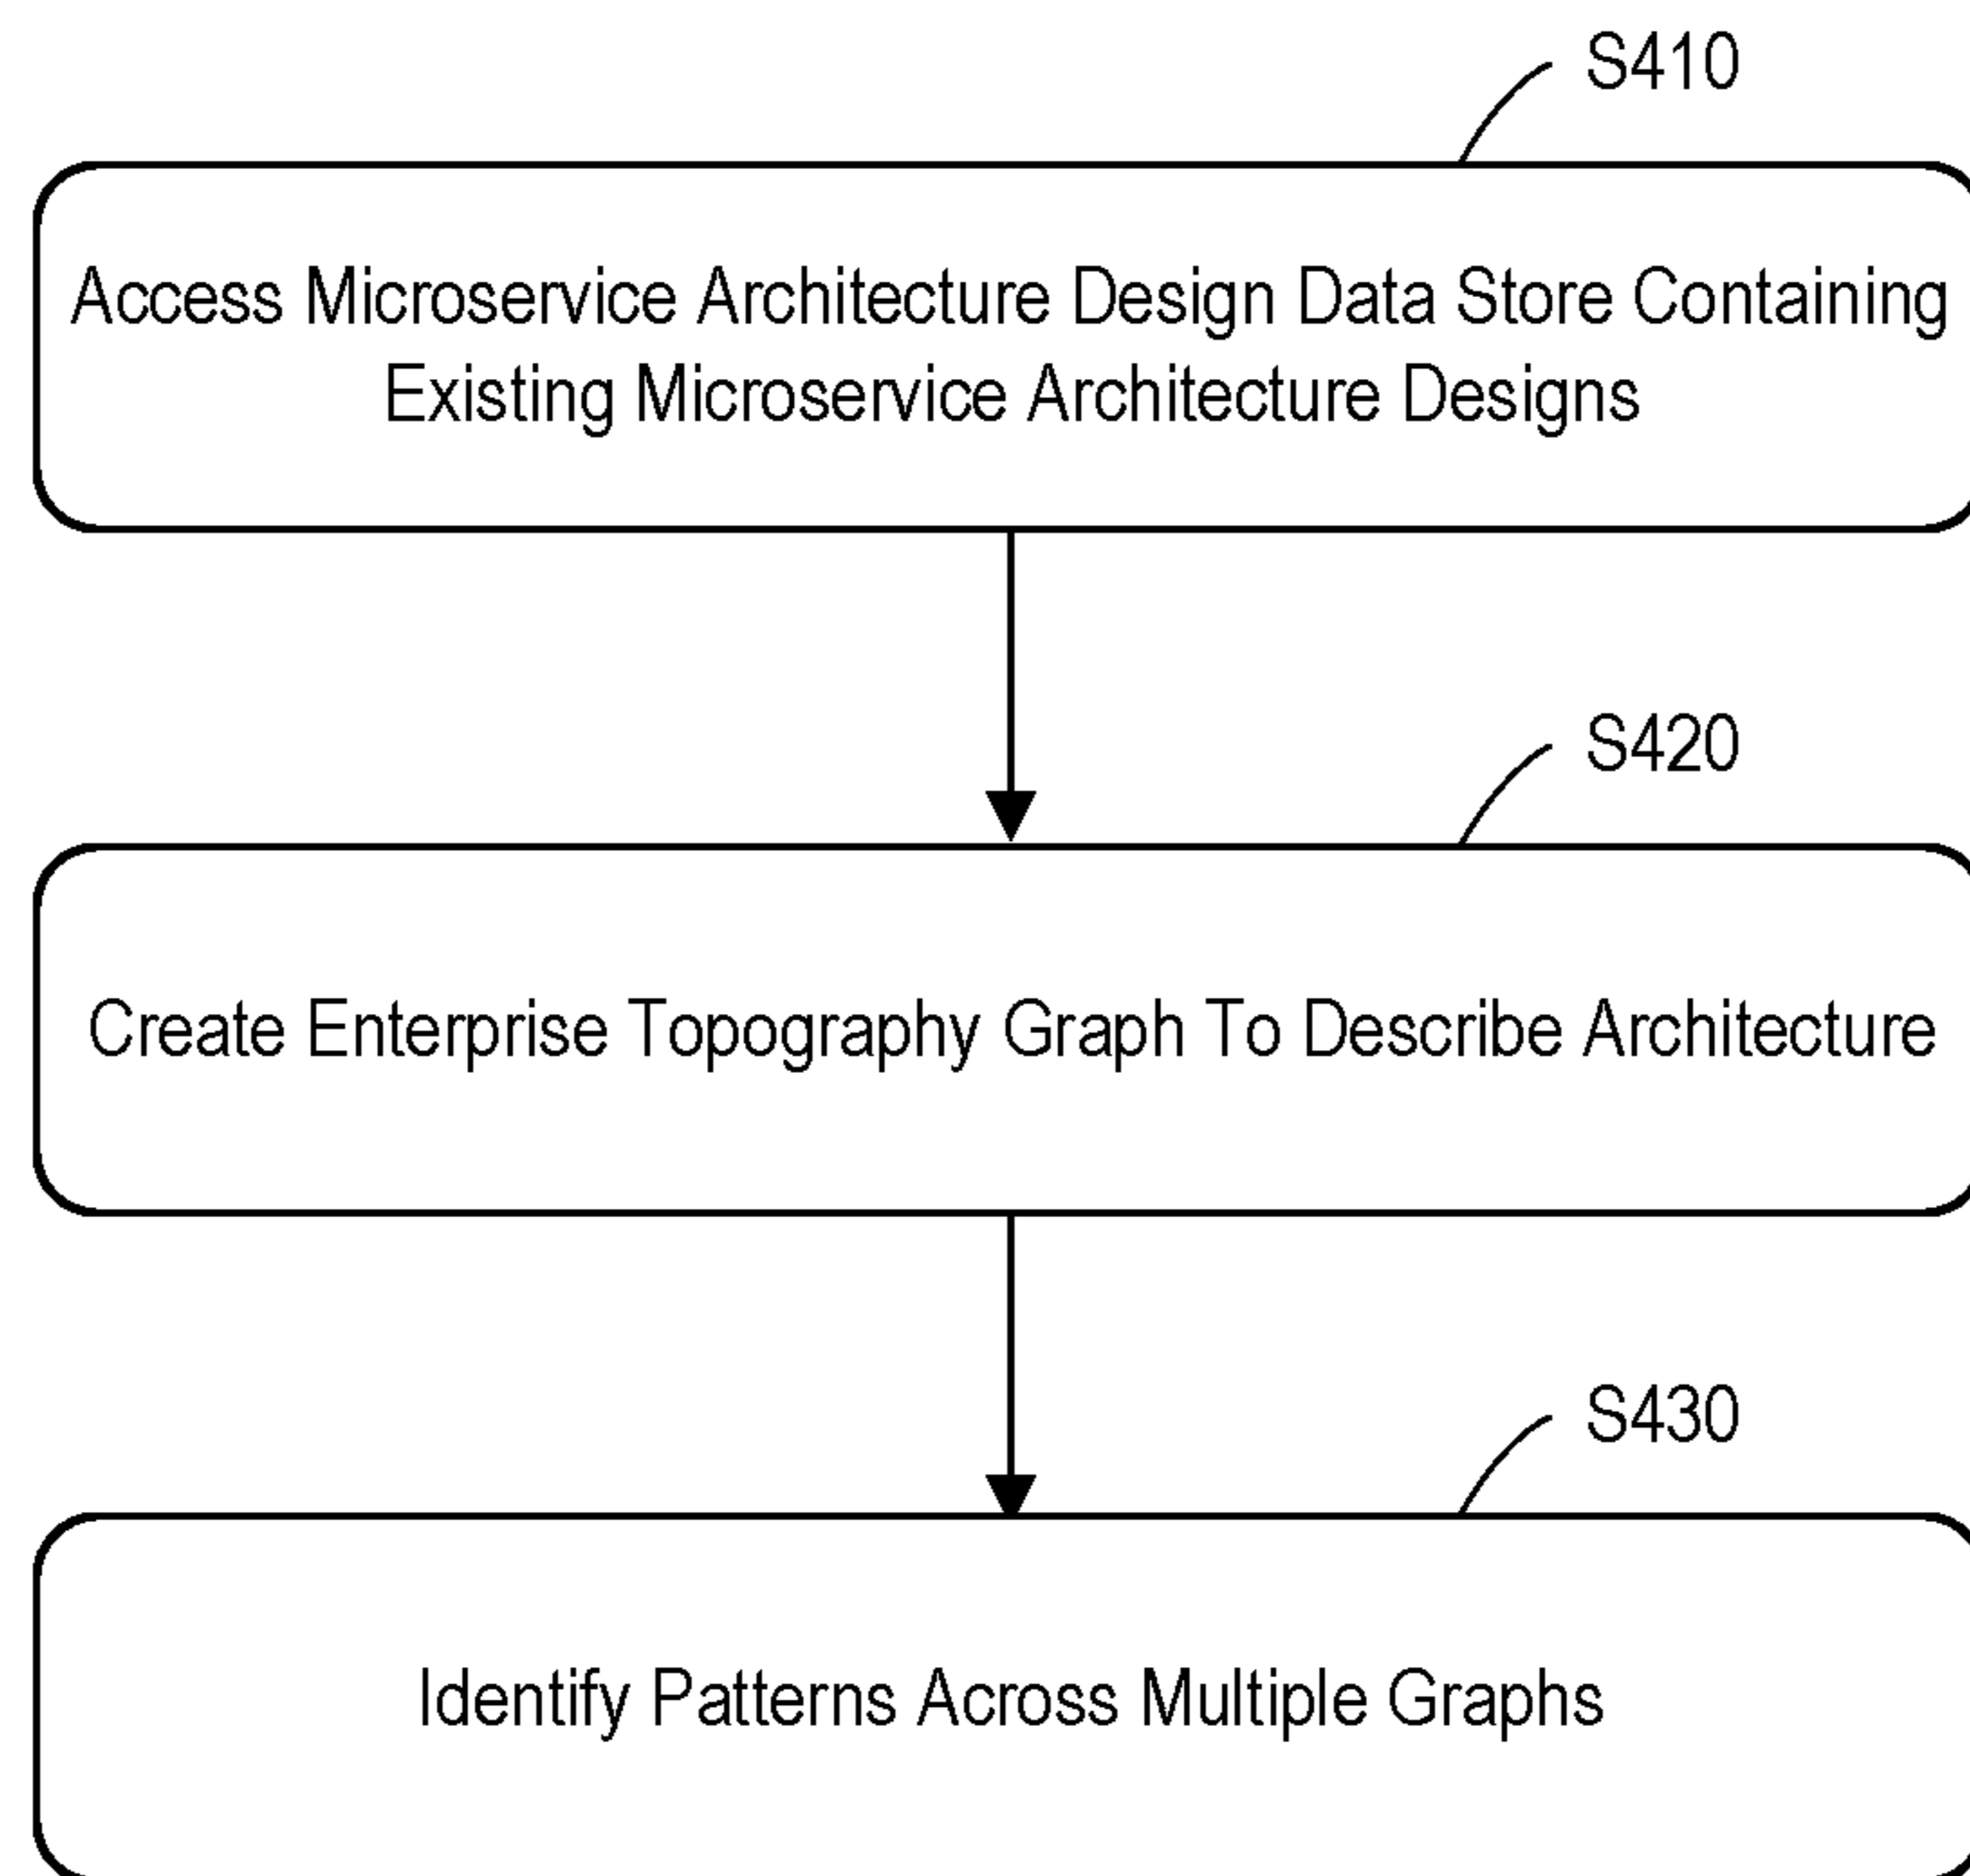 S410
Access Microservice Architecture Design Data Store Containing
Existing Microservice Architecture Designs
S420
Create Enterprise Topography Graph To Describe Architecture
S430
Identify Patterns Across Multiple Graphs